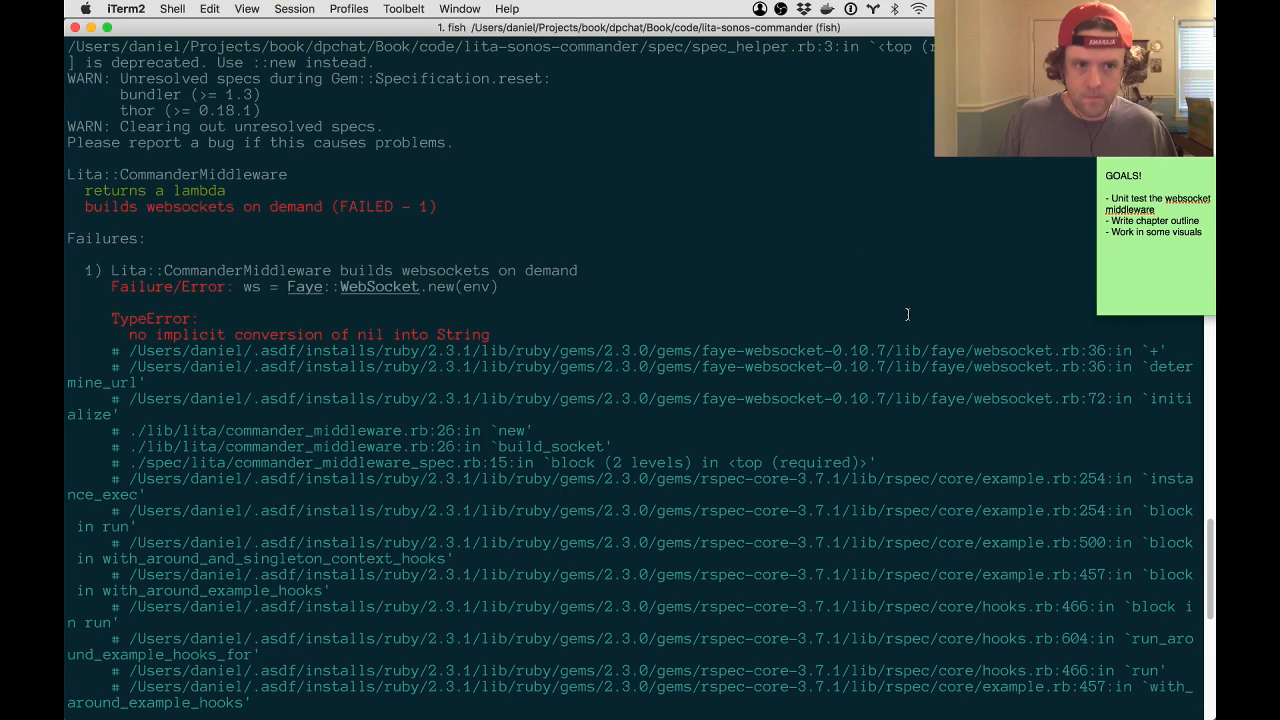 iTerm2 Shell Edit View Session Profiles Toolbelt Window Help
1. fish /Users/daniel/Projects/book/dpchat/Book/code/lita-sonos-commander (fish)
/Users/daniel/Projects/book/dpchat/Book/code/lita-sonos-commander/spec/spec_helper.rb:3:in `<top
] is deprecated. Use ::new instead.
WARN: Unresolved specs during Gem::Specification.reset:
bundler (>= 1.3)
thor (>= 0.18.1)
WARN: Clearing out unresolved specs.
Please report a bug if this causes problems.
Lita::CommanderMiddleware
returns a lambda
builds websockets on demand (FAILED - 1)
Failures:
1) Lita::CommanderMiddleware builds websockets on demand
Failure/Error: ws = Faye::WebSocket.new(env)
TypeError:
no implicit conversion of nil into String
# /Users/daniel/.asdf/installs/ruby/2.3.1/lib/ruby/gems/2.3.0/gems/faye-websocket-0.10.7/lib/faye/websocket.rb:36:in `+'
# /Users/daniel/.asdf/installs/ruby/2.3.1/lib/ruby/gems/2.3.0/gems/faye-websocket-0.10.7/lib/faye/websocket.rb:36:in `deter
mine_url'
# /Users/daniel/.asdf/installs/ruby/2.3.1/lib/ruby/gems/2.3.0/gems/faye-websocket-0.10.7/lib/faye/websocket.rb:72:in `initi
alize'
# ./lib/lita/commander_middleware.rb:26:in `new'
# ./lib/lita/commander_middleware.rb:26:in `build_socket'
# ./spec/lita/commander_middleware_spec.rb:15:in `block (2 levels) in <top (required)>'
# /Users/daniel/.asdf/installs/ruby/2.3.1/lib/ruby/gems/2.3.0/gems/rspec-core-3.7.1/lib/rspec/core/example.rb:254:in `insta
nce_exec'
# /Users/daniel/.asdf/installs/ruby/2.3.1/lib/ruby/gems/2.3.0/gems/rspec-core-3.7.1/lib/rspec/core/example.rb:254:in `block
in run'
# /Users/daniel/.asdf/installs/ruby/2.3.1/lib/ruby/gems/2.3.0/gems/rspec-core-3.7.1/lib/rspec/core/example.rb:500:in `block
in with_around_and_singleton_context_hooks'
# /Users/daniel/.asdf/installs/ruby/2.3.1/lib/ruby/gems/2.3.0/gems/rspec-core-3.7.1/lib/rspec/core/example.rb:457:in `block
in with_around_example_hooks'
# /Users/daniel/.asdf/installs/ruby/2.3.1/lib/ruby/gems/2.3.0/gems/rspec-core-3.7.1/lib/rspec/core/hooks.rb:466:in `block i
n run'
# /Users/daniel/.asdf/installs/ruby/2.3.1/lib/ruby/gems/2.3.0/gems/rspec-core-3.7.1/lib/rspec/core/hooks.rb:604:in `run_aro
und_example_hooks_for'
# /Users/daniel/.asdf/installs/ruby/2.3.1/lib/ruby/gems/2.3.0/gems/rspec-core-3.7.1/lib/rspec/core/hooks.rb:466:in `run'
# /Users/daniel/.asdf/installs/ruby/2.3.1/lib/ruby/gems/2.3.0/gems/rspec-core-3.7.1/lib/rspec/core/example.rb:457:in `with_
around_example_hooks'
GOALS!
- Unit test the websocket
middleware
- Write chapter outline
- Work in some visuals